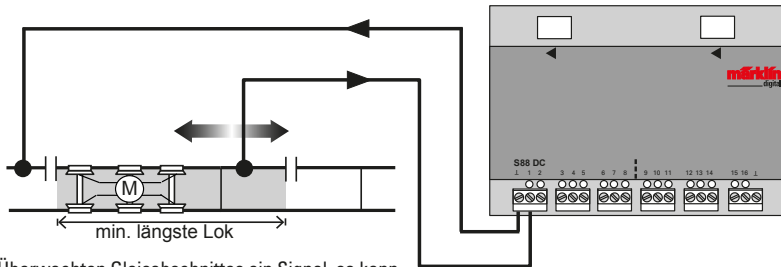 märklin
digital
S88 DC
⊥ 1 2 3 4 5 6 7 8 9 10 11 12 13 14 15 16 ⊥
M
min. längste Lok
Überwachten Gleisabschnittes ein Signal, so kann